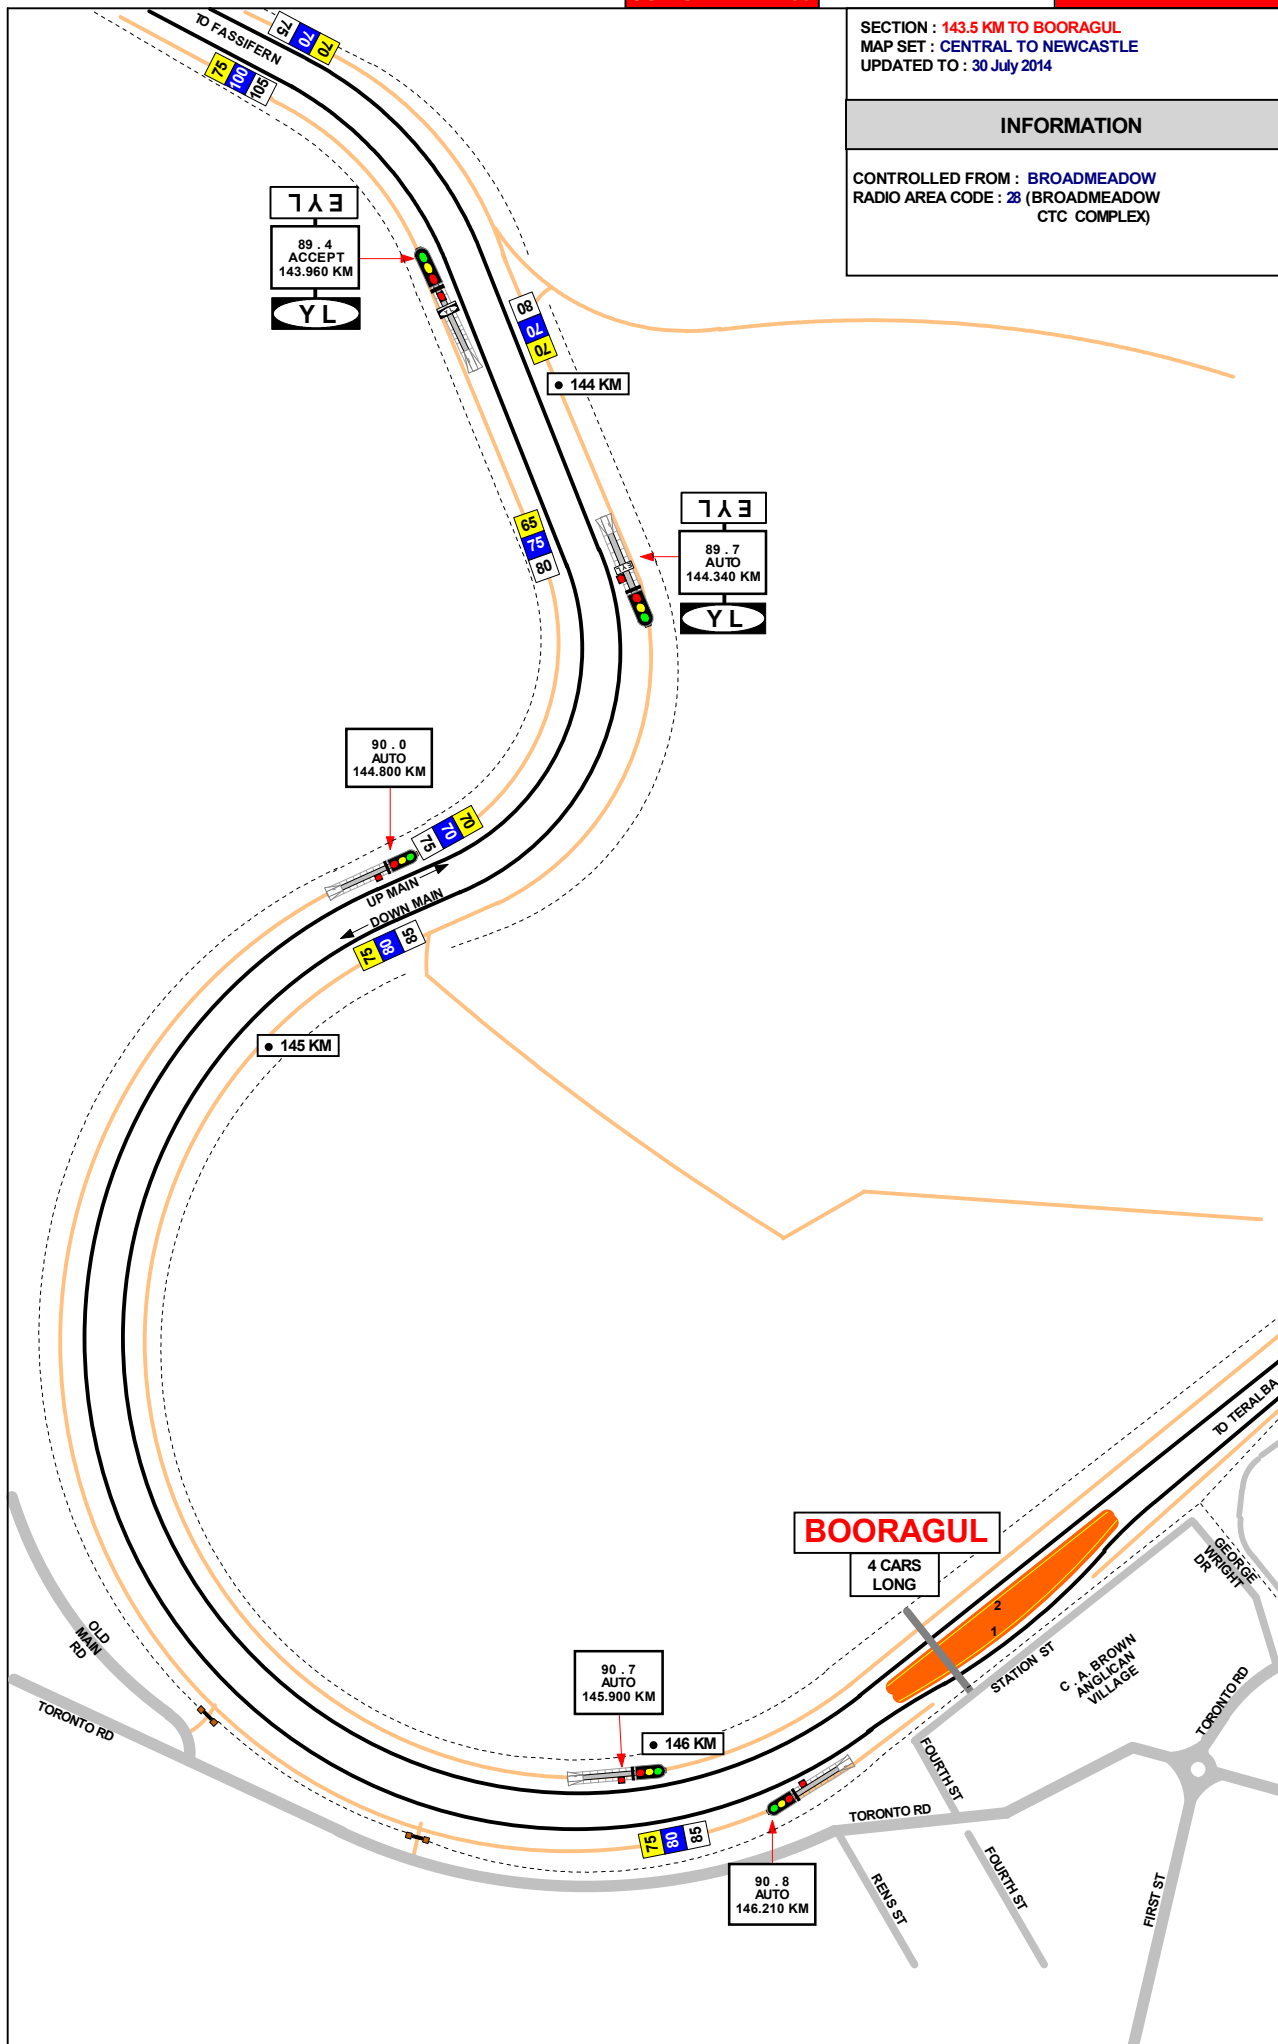 SECTION : 143.5 KM TO BOORAGUL
MAP SET : CENTRAL TO NEWCASTLE
UPDATED TO : 30 July 2014
INFORMATION
CONTROLLED FROM : BROADMEADOW
RADIO AREA CODE : 28 (BROADMEADOW
CTC COMPLEX)
TO FASSIFERN
75 70 70
75 100 105
EYL
89 . 4
ACCEPT
143.960 KM
YL
80
70
70
144 KM
65
75
80
EYL
89 . 7
AUTO
144.340 KM
YL
EYL
90 . 0
AUTO
144.800 KM
75 70 70
UP MAIN
DOWN MAIN
75 80 85
145 KM
TO TERALBA
BOORAGUL
4 CARS
LONG
2
1
GEORGE
WRIGHT
DR
STATION ST
C . A. BROWN
ANGLICAN
VILLAGE
TORONTO RD
OLD
MAIN
RD
TORONTO RD
90 . 7
AUTO
145.900 KM
146 KM
FOURTH ST
TORONTO RD
75 80 85
90 . 8
AUTO
146.210 KM
RENS ST
FOURTH ST
FIRST ST